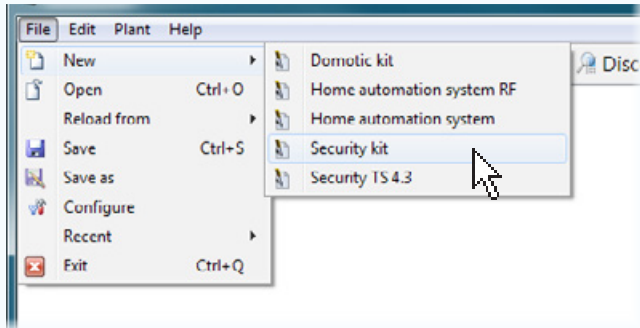 File Edit Plant Help
New
Open Ctrl+O
Reload from
Save Ctrl+S
Save as
Configure
Recent
Exit Ctrl+Q
Domotic kit
Home automation system RF
Home automation system
Security kit
Security TS 4.3
Disc